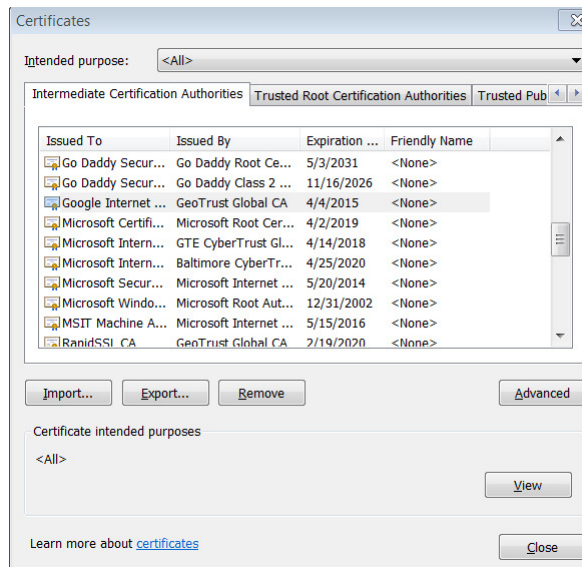 Certificates
Intended purpose: <All>
Intermediate Certification Authorities Trusted Root Certification Authorities Trusted Pub
Issued To Issued By Expiration ... Friendly Name
Go Daddy Secur... Go Daddy Root Ce... 5/3/2031 <None>
Go Daddy Secur... Go Daddy Class 2 ... 11/16/2026 <None>
Google Internet ... GeoTrust Global CA 4/4/2015 <None>
Microsoft Certifi... Microsoft Root Cer... 4/2/2019 <None>
Microsoft Intern... GTE CyberTrust Gl... 4/14/2018 <None>
Microsoft Intern... Baltimore CyberTr... 4/25/2020 <None>
Microsoft Secur... Microsoft Internet ... 5/20/2014 <None>
Microsoft Windo... Microsoft Root Aut... 12/31/2002 <None>
MSIT Machine A... Microsoft Internet ... 5/15/2016 <None>
RapidSSL CA GeoTrust Global CA 2/19/2020 <None>
Import... Export... Remove Advanced
Certificate intended purposes
<All>
View
Learn more about certificates
Close